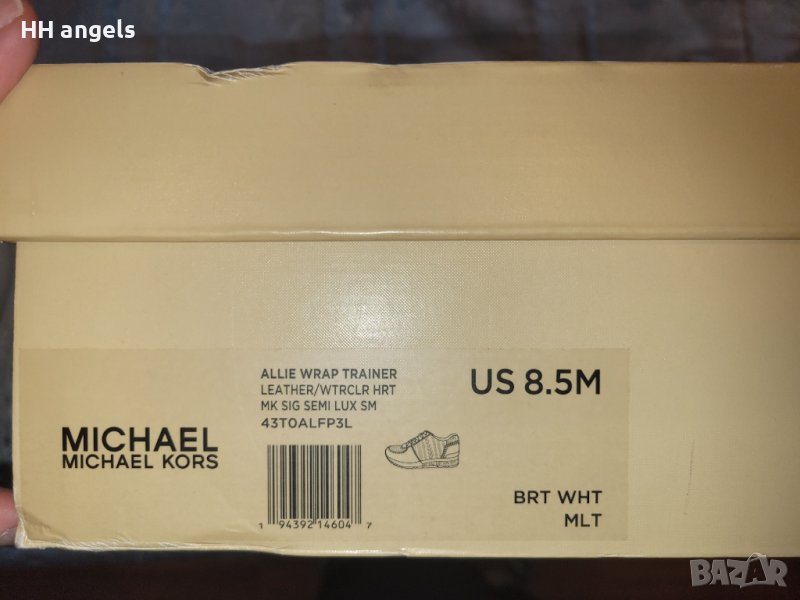 HH angels
ALLIE WRAP TRAINER
LEATHER/WTRCLR HRT
MK SIG SEMI LUX SM
43T0ALFP3L
US 8.5M
MICHAEL
MICHAEL KORS
1 94392 14604 7
BRT WHT
MLT
BAZAR